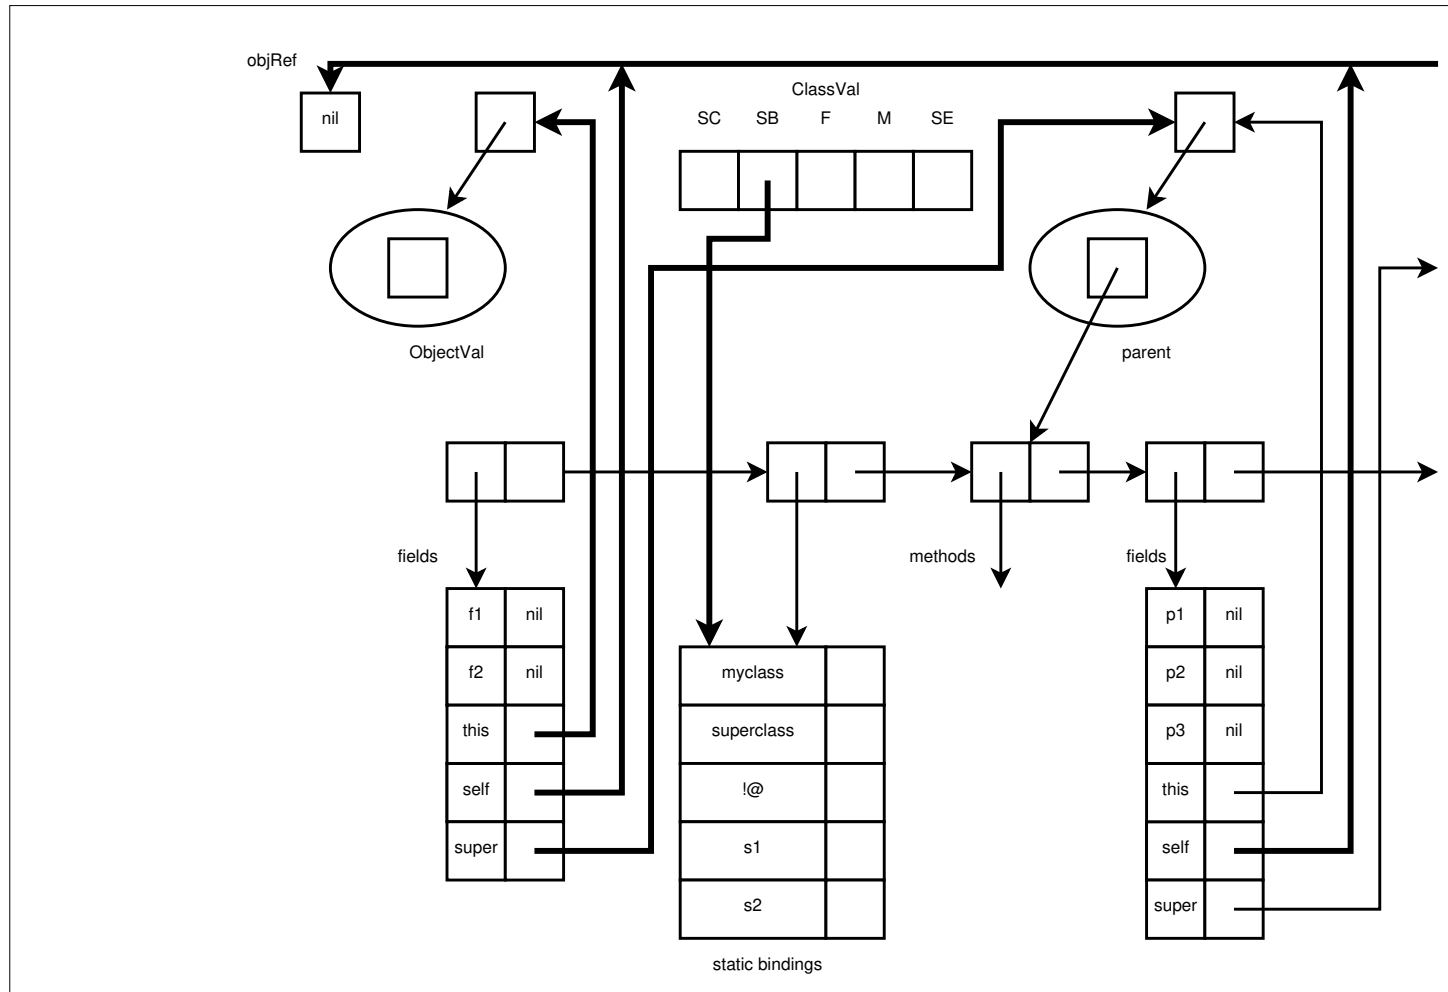 objRef
ClassVal
nil
SC SB F M SE
ObjectVal
parent
fields
methods
fields
f1 nil
p1 nil
f2 nil
myclass
p2 nil
this
superclass
p3 nil
self
!@
this
super
s1
self
s2
super
static bindings